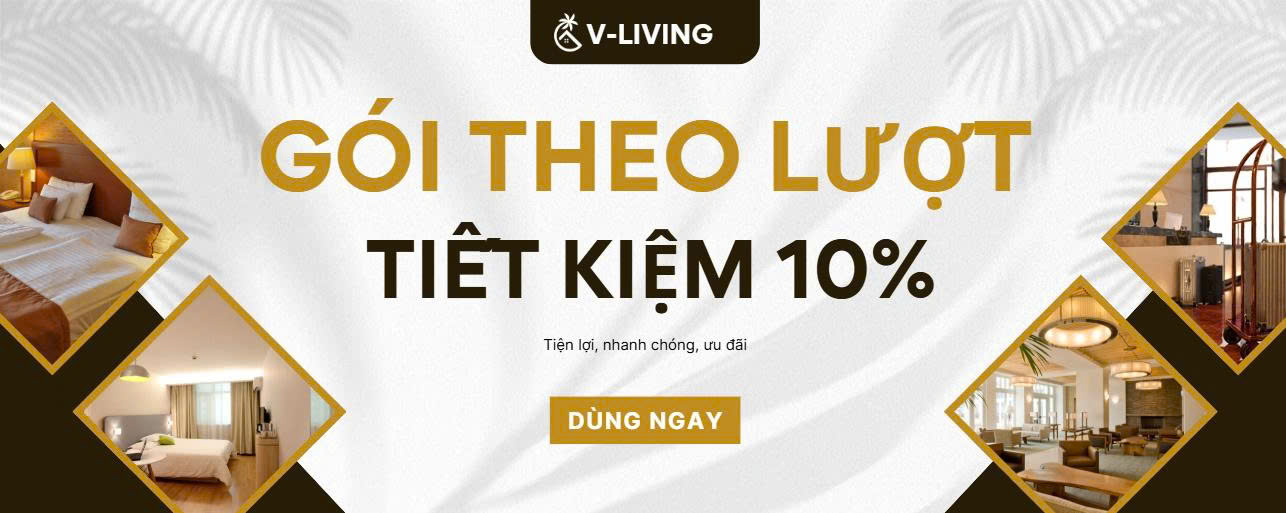 V-LIVING
GÓI THEO LƯỢT
TIẾT KIỆM 10%
Tiện lợi, nhanh chóng, ưu đãi
DÙNG NGAY